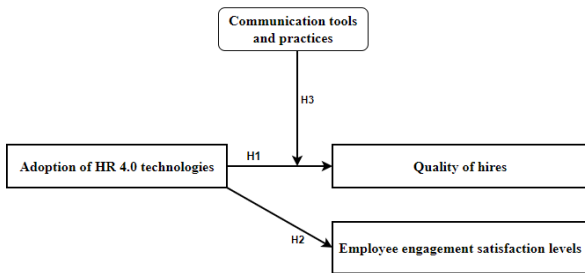 Communication tools
and practices
H3
H1
Adoption of HR 4.0 technologies
Quality of hires
H2
Employee engagement satisfaction levels